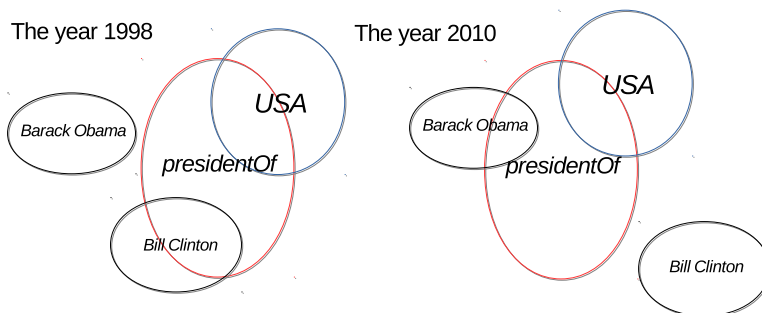 The year 1998
USA
Barack Obama
presidentOf
Bill Clinton
The year 2010
USA
Barack Obama
presidentOf
Bill Clinton